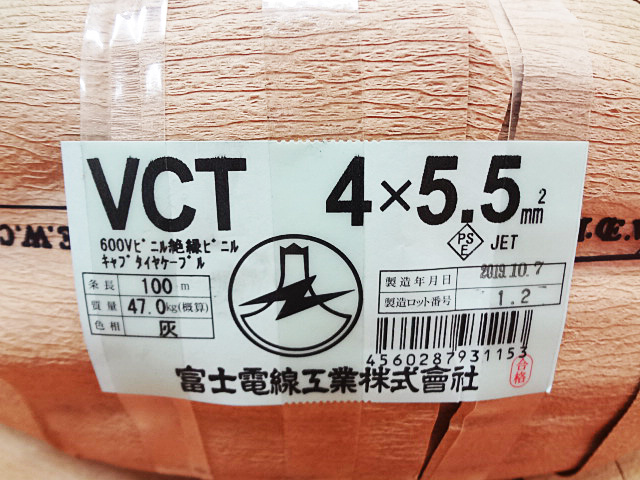 VCT 4×5.5mm²
600Vビニル絶縁ビニル
キャブタイヤケーブル
PS
E
JET
条長 100m
質量 47.0kg(概算)
色相 灰
製造年月日 2019.10.7
製造ロット番号 1.2
4560287931153
合格
富士電線工業株式會社
E.W.C